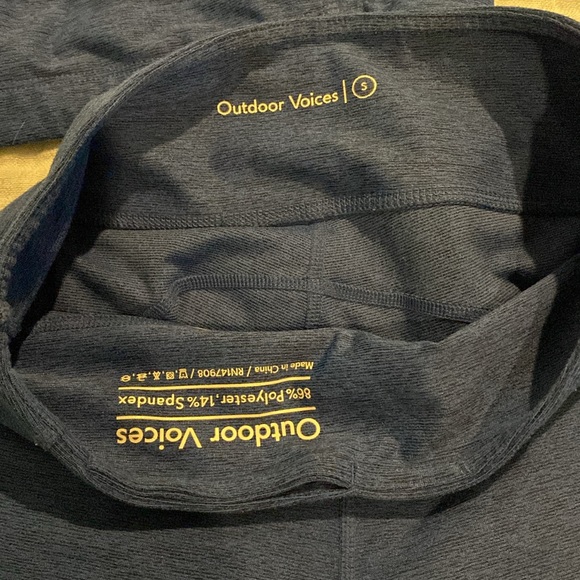 Outdoor Voices | S
Outdoor Voices
86% Polyester, 14% Spandex
Made in China / RN147908 /